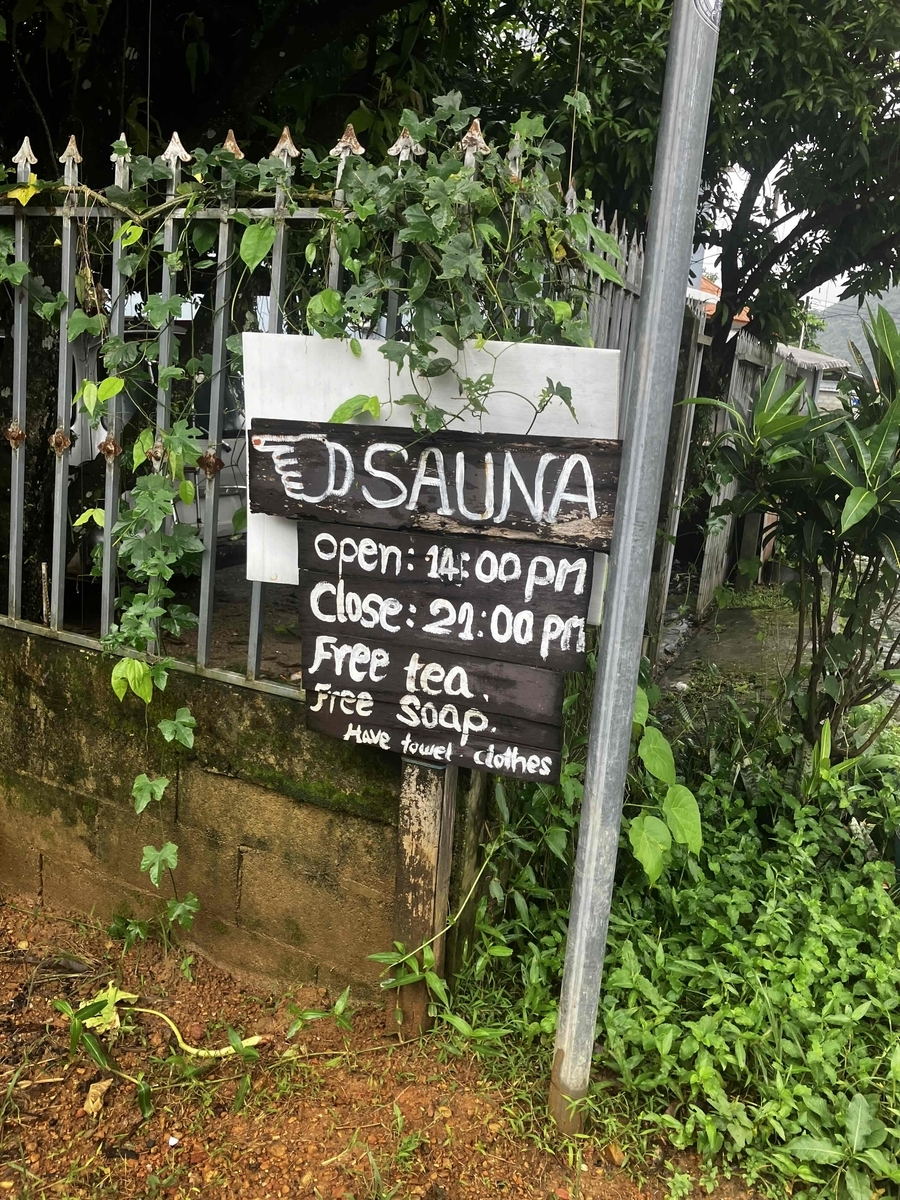 SAUNA
open: 14:00 pm
Close: 21:00 pm
Free tea.
Free soap.
Have towel. clothes